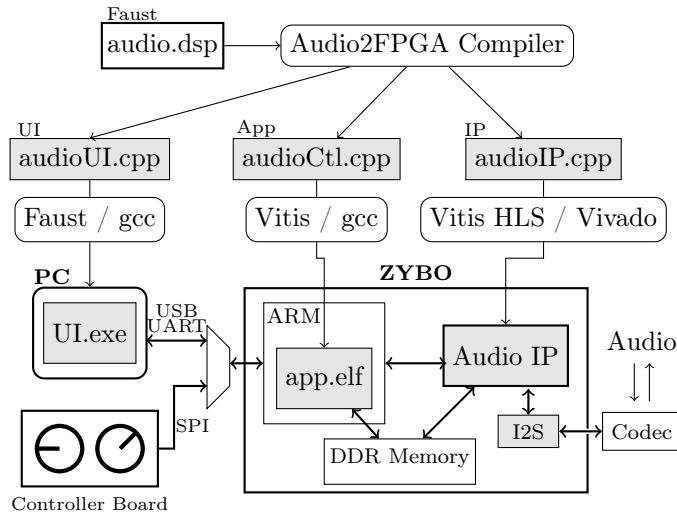 Faust
audio.dsp
Audio2FPGA Compiler
UI
audioUI.cpp
App
audioCtl.cpp
IP
audioIP.cpp
Faust / gcc
Vitis / gcc
Vitis HLS / Vivado
PC
ZYBO
UI.exe
USB
UART
ARM
app.elf
Audio IP
Audio
SPI
I2S
Codec
DDR Memory
Controller Board